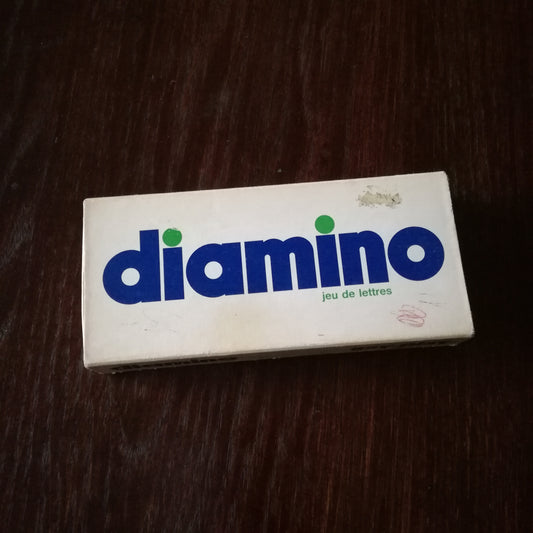 diamino
jeu de lettres